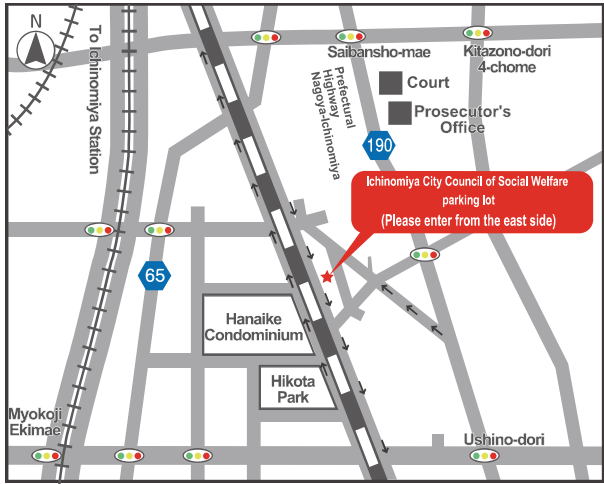 N
To Ichinomiya Station
Saibansho-mae
Kitazono-dori
4-chome
Prefectural
Highway
Nagoya-Ichinomiya
Court
Prosecutor's
Office
190
Ichinomiya City Council of Social Welfare
parking lot
(Please enter from the east side)
65
Hanaike
Condominium
Hikota
Park
Myokoji
Ekimae
Ushino-dori